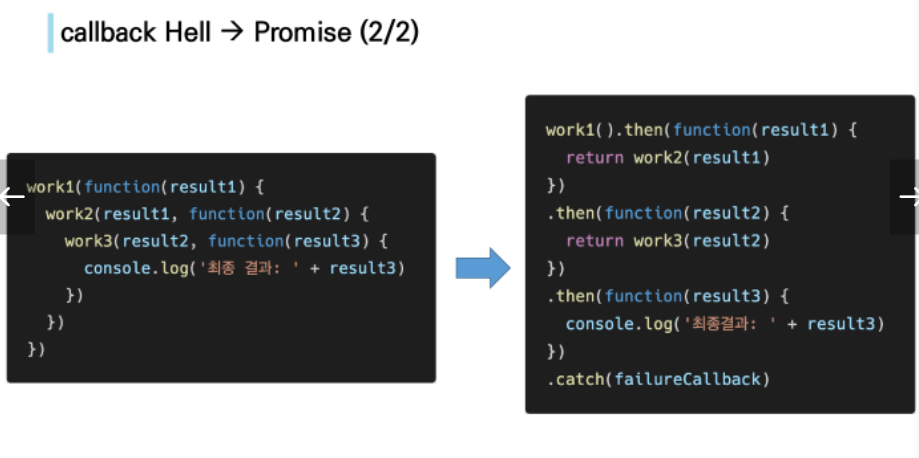 callback Hell → Promise (2/2)
work1(function(result1) {
  work2(result1, function(result2) {
    work3(result2, function(result3) {
      console.log('최종 결과: ' + result3)
    })
  })
})
work1().then(function(result1) {
  return work2(result1)
})
.then(function(result2) {
  return work3(result2)
})
.then(function(result3) {
  console.log('최종결과: ' + result3)
})
.catch(failureCallback)